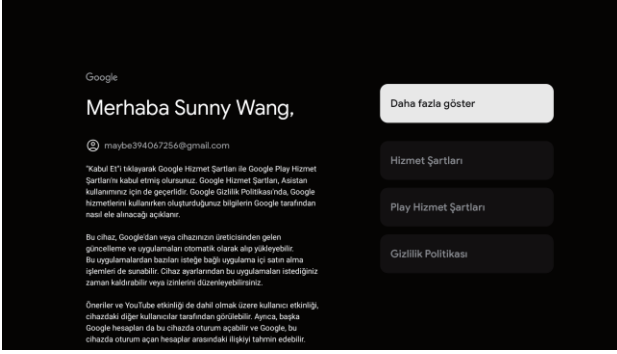 Google
Merhaba Sunny Wang,
maybe394067256@gmail.com
"Kabul Et"i tıklayarak Google Hizmet Şartları ile Google Play Hizmet
Şartları'nı kabul etmiş olursunuz. Google Hizmet Şartları, Asistan
kullanımınız için de geçerlidir. Google Gizlilik Politikası'nda, Google
hizmetlerini kullanırken oluşturduğunuz bilgilerin Google tarafından
nasıl ele alınacağı açıklanır.
Bu cihaz, Google'dan veya cihazınızın üreticisinden gelen
güncelleme ve uygulamaları otomatik olarak alıp yükleyebilir.
Bu uygulamalardan bazıları isteğe bağlı uygulama içi satın alma
işlemleri de sunabilir. Cihaz ayarlarından bu uygulamaları istediğiniz
zaman kaldırabilir veya izinlerini düzenleyebilirsiniz.
Öneriler ve YouTube etkinliği de dahil olmak üzere kullanıcı etkinliği,
cihazdaki diğer kullanıcılar tarafından görülebilir. Ayrıca, başka
Google hesapları da bu cihazda oturum açabilir ve Google, bu
cihazda oturum açan hesaplar arasındaki ilişkiyi tahmin edebilir.
Daha fazla göster
Hizmet Şartları
Play Hizmet Şartları
Gizlilik Politikası